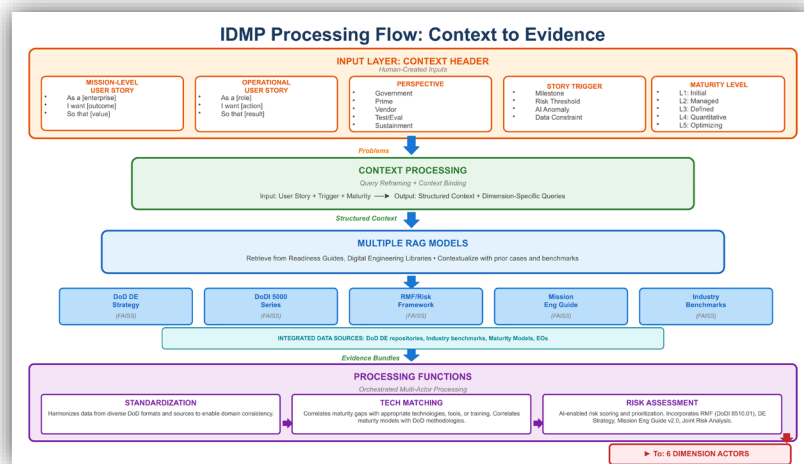 IDMP Processing Flow: Context to Evidence
INPUT LAYER: CONTEXT HEADER
Human-Created Inputs
MISSION-LEVEL
USER STORY
• As a [enterprise]
• I want [outcome]
• So that [value]
OPERATIONAL
USER STORY
• As a [role]
• I want [action]
• So that [result]
PERSPECTIVE
• Government
• Prime
• Vendor
• Test/Eval
• Sustainment
STORY TRIGGER
• Milestone
• Risk Threshold
• AI Anomaly
• Data Constraint
MATURITY LEVEL
• L1: Initial
• L2: Managed
• L3: Defined
• L4: Quantitative
• L5: Optimizing
Problems
CONTEXT PROCESSING
Query Reframing + Context Binding
Input: User Story + Trigger + Maturity ⟶ Output: Structured Context + Dimension-Specific Queries
Structured Context
MULTIPLE RAG MODELS
Retrieve from Readiness Guides, Digital Engineering Libraries • Contextualize with prior cases and benchmarks
DoD DE
Strategy
(FAISS)
DoDI 5000
Series
(FAISS)
RMF/Risk
Framework
(FAISS)
Mission
Eng Guide
(FAISS)
Industry
Benchmarks
(FAISS)
INTEGRATED DATA SOURCES: DoD DE repositories, Industry benchmarks, Maturity Models, EOs
Evidence Bundles
PROCESSING FUNCTIONS
Orchestrated Multi-Actor Processing
STANDARDIZATION
Harmonizes data from diverse DoD formats and sources to enable domain consistency.
TECH MATCHING
Correlates maturity gaps with appropriate technologies, tools, or training. Correlates
maturity models with DoD methodologies.
RISK ASSESSMENT
AI-enabled risk scoring and prioritization. Incorporates RMF (DoDI 8510.01), DE
Strategy, Mission Eng Guide v2.0, Joint Risk Analysis.
► To: 6 DIMENSION ACTORS